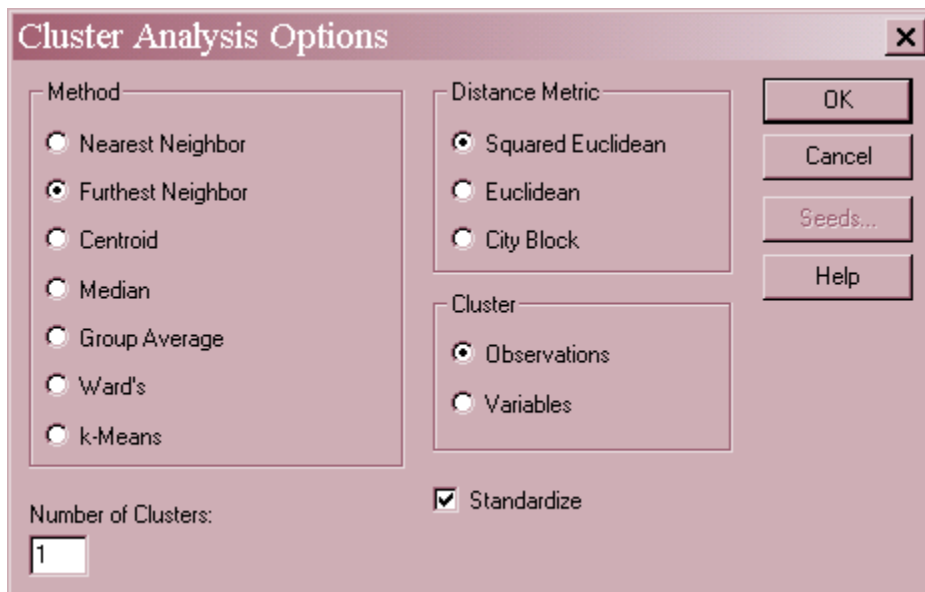 Cluster Analysis Options
Method
Nearest Neighbor
Furthest Neighbor
Centroid
Median
Group Average
Ward's
k-Means
Number of Clusters:
1
Distance Metric
Squared Euclidean
Euclidean
City Block
Cluster
Observations
Variables
Standardize
OK
Cancel
Seeds...
Help